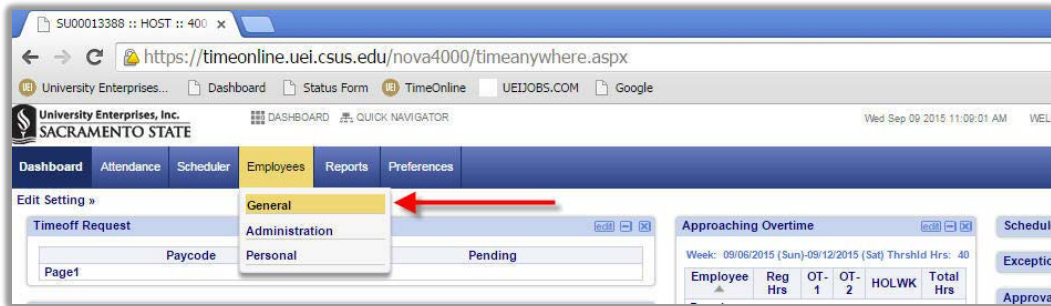 SU00013388 :: HOST :: 400
https://timeonline.uei.csus.edu/nova4000/timeanywhere.aspx
University Enterprises... Dashboard Status Form TimeOnline UEIJOBS.COM Google
University Enterprises, Inc.
SACRAMENTO STATE
DASHBOARD QUICK NAVIGATOR Wed Sep 09 2015 11:09:01 AM WEL
Dashboard Attendance Scheduler Employees Reports Preferences
Edit Setting »
General
Administration
Personal
Timeoff Request edit
Paycode Pending
Page1
Approaching Overtime edit
Week: 09/06/2015 (Sun)-09/12/2015 (Sat) Thrshld Hrs: 40
Employee Reg Hrs OT-1 OT-2 HOLWK Total Hrs
Schedul
Exceptio
Approva